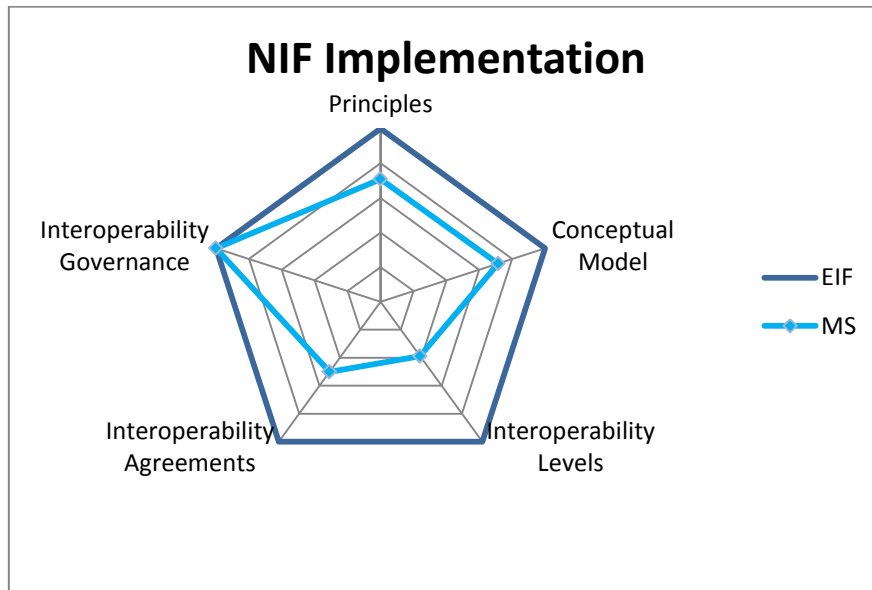 NIF Implementation
Principles
Interoperability
Governance
Conceptual
Model
EIF
MS
Interoperability
Agreements
Interoperability
Levels